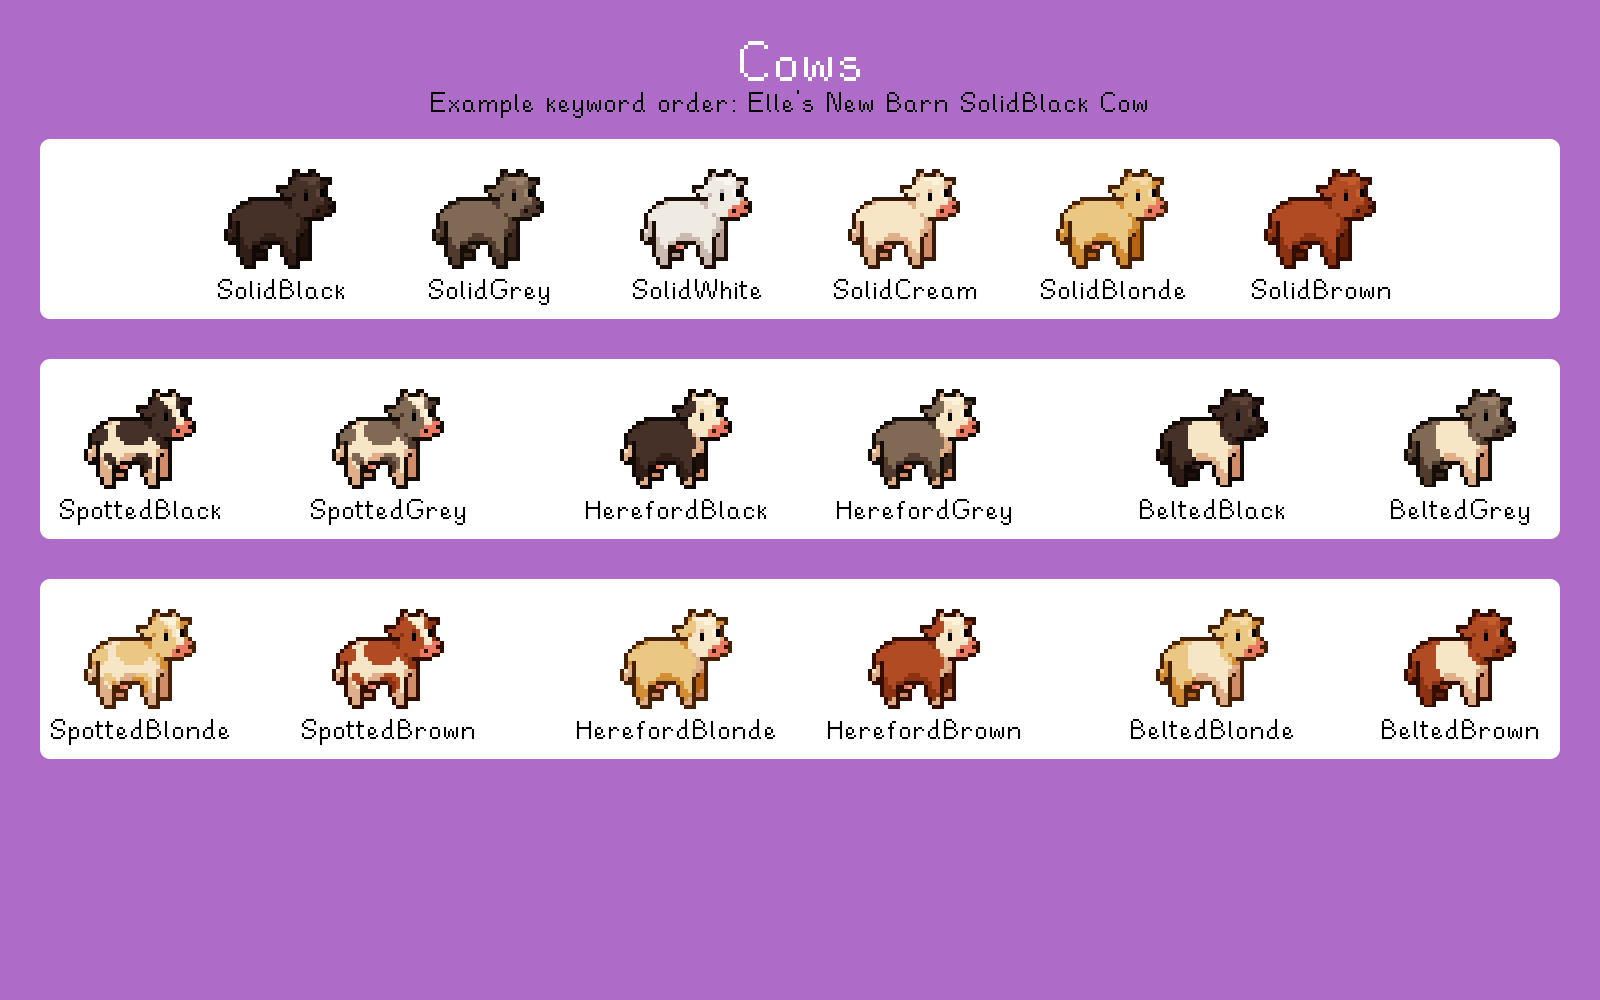 Cows
Example keyword order: Elle's New Barn SolidBlack Cow
SolidBlack SolidGrey SolidWhite SolidCream SolidBlonde SolidBrown
SpottedBlack SpottedGrey HerefordBlack HerefordGrey BeltedBlack BeltedGrey
SpottedBlonde SpottedBrown HerefordBlonde HerefordBrown BeltedBlonde BeltedBrown